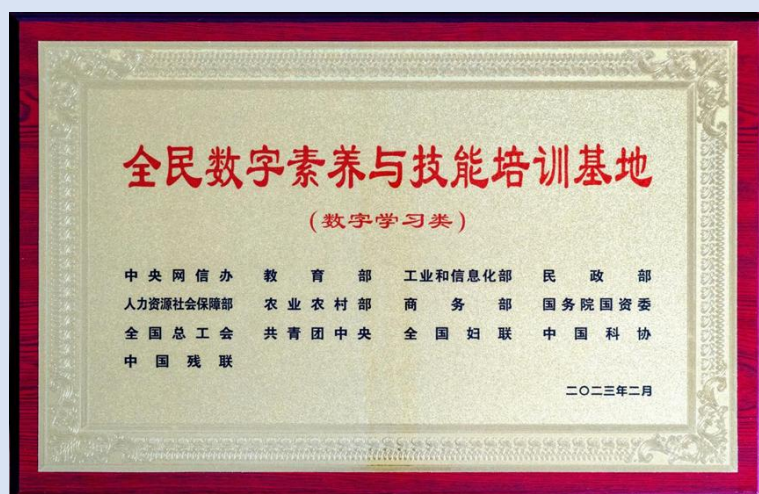 全民数字素养与技能培训基地
（数字学习类）
中央网信办 教育部 工业和信息化部 民政部
人力资源社会保障部 农业农村部 商务部 国务院国资委
全国总工会 共青团中央 全国妇联 中国科协
中国残联
二〇二三年二月